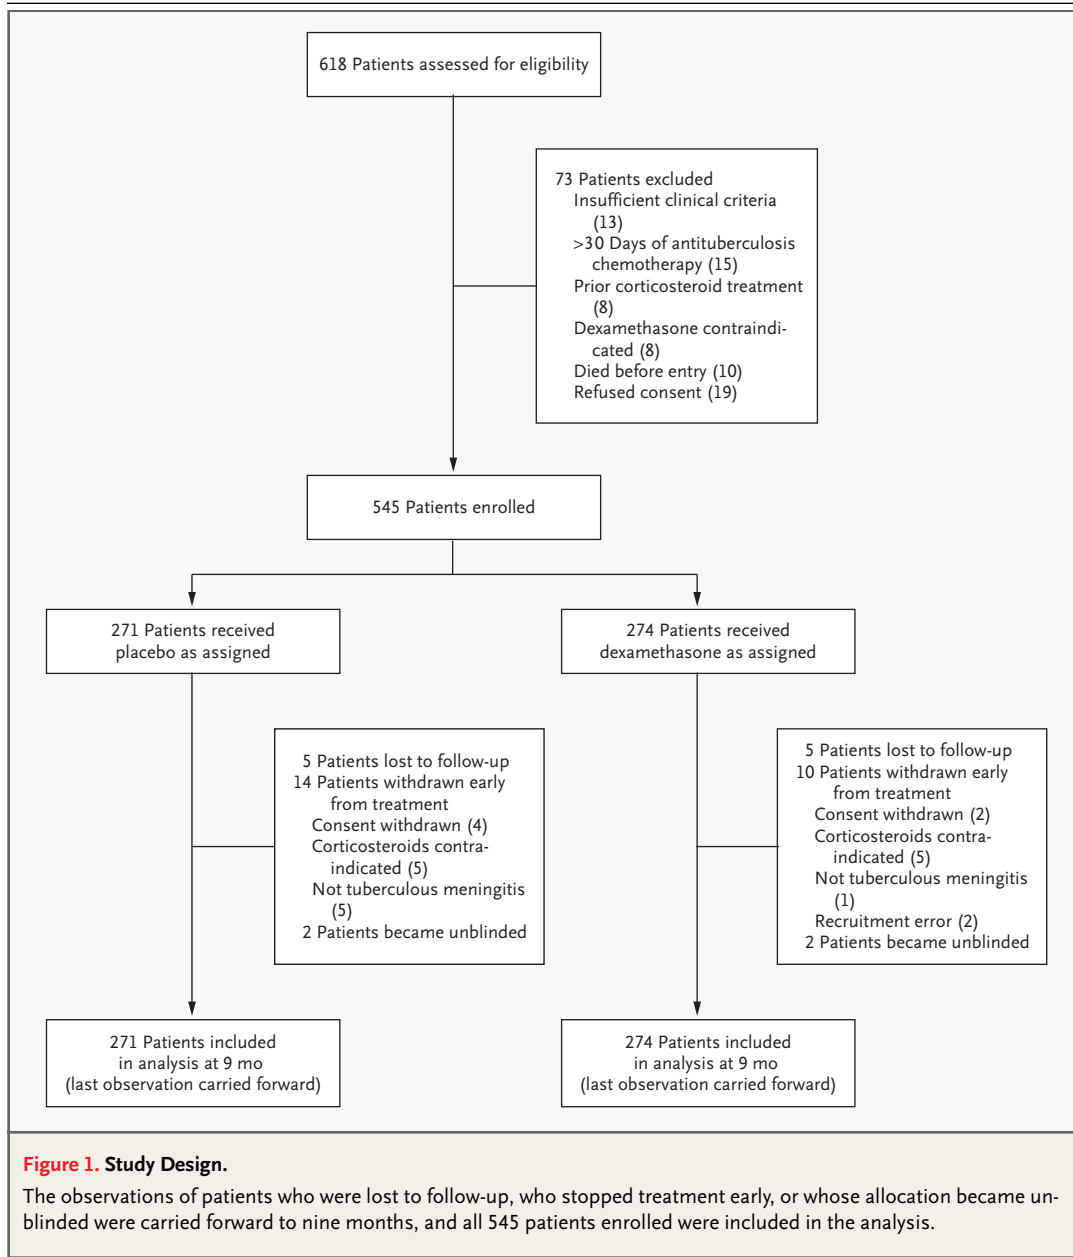 618 Patients assessed for eligibility
73 Patients excluded
Insufficient clinical criteria
(13)
>30 Days of antituberculosis
chemotherapy (15)
Prior corticosteroid treatment
(8)
Dexamethasone contraindi-
cated (8)
Died before entry (10)
Refused consent (19)
545 Patients enrolled
271 Patients received
placebo as assigned
274 Patients received
dexamethasone as assigned
5 Patients lost to follow-up
14 Patients withdrawn early
from treatment
Consent withdrawn (4)
Corticosteroids contra-
indicated (5)
Not tuberculous meningitis
(5)
2 Patients became unblinded
5 Patients lost to follow-up
10 Patients withdrawn early
from treatment
Consent withdrawn (2)
Corticosteroids contra-
indicated (5)
Not tuberculous meningitis
(1)
Recruitment error (2)
2 Patients became unblinded
271 Patients included
in analysis at 9 mo
(last observation carried forward)
274 Patients included
in analysis at 9 mo
(last observation carried forward)
Figure 1. Study Design.
The observations of patients who were lost to follow-up, who stopped treatment early, or whose allocation became un-
blinded were carried forward to nine months, and all 545 patients enrolled were included in the analysis.